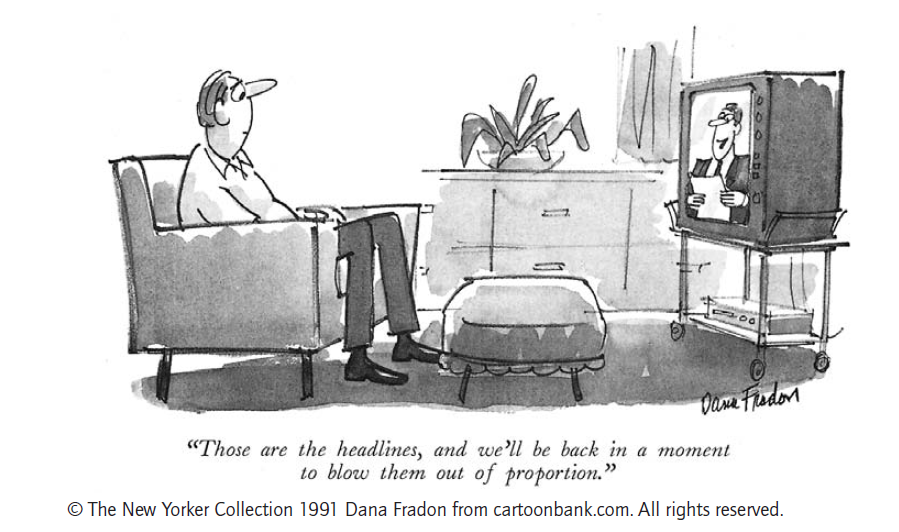 Dana Fradon
“Those are the headlines, and we’ll be back in a moment
to blow them out of proportion.”
© The New Yorker Collection 1991 Dana Fradon from cartoonbank.com. All rights reserved.